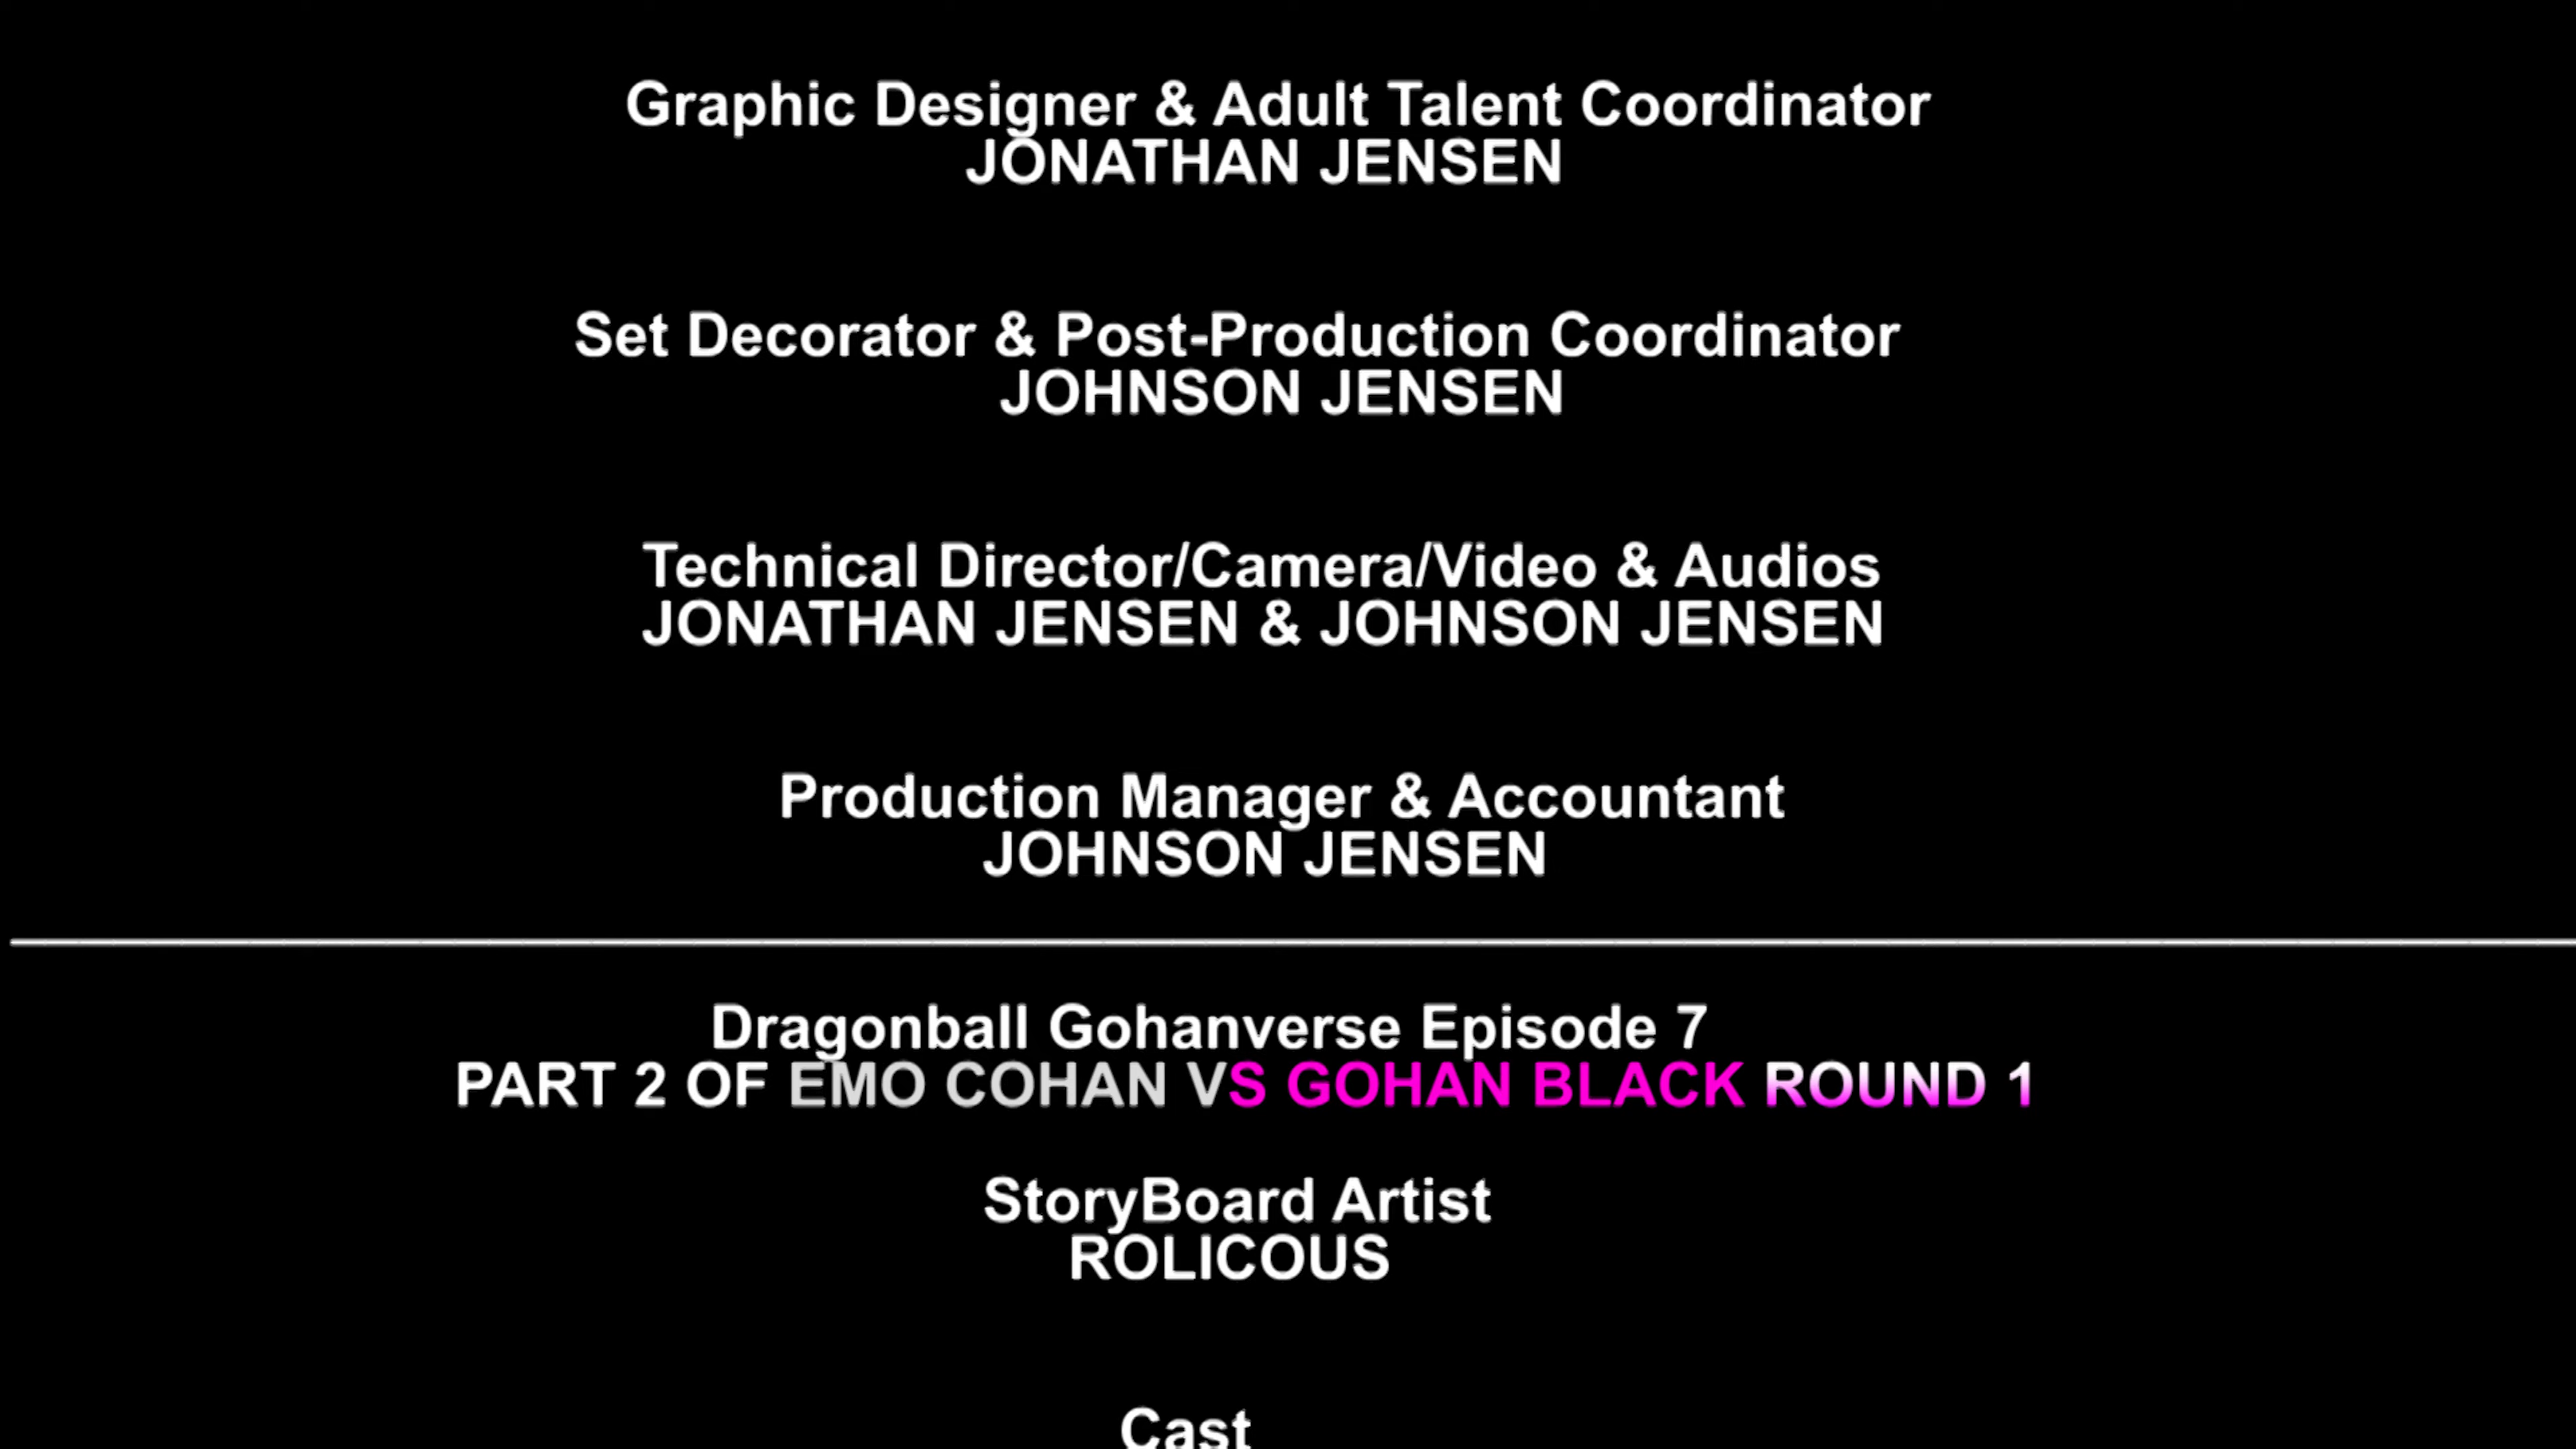 Graphic Designer & Adult Talent Coordinator
JONATHAN JENSEN
Set Decorator & Post-Production Coordinator
JOHNSON JENSEN
Technical Director/Camera/Video & Audios
JONATHAN JENSEN & JOHNSON JENSEN
Production Manager & Accountant
JOHNSON JENSEN
Dragonball Gohanverse Episode 7
PART 2 OF EMO COHAN VS GOHAN BLACK ROUND 1
StoryBoard Artist
ROLICOUS
Cast